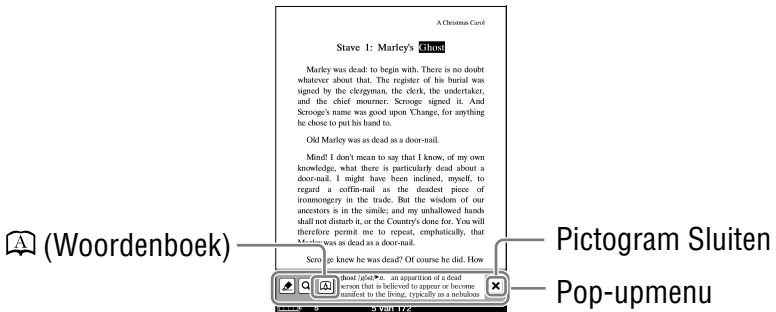 A Christmas Carol
Stave 1: Marley's Ghost
Marley was dead: to begin with. There is no doubt
whatever about that. The register of his burial was
signed by the clergyman, the clerk, the undertaker,
and the chief mourner. Scrooge signed it. And
Scrooge's name was good upon 'Change, for anything
he chose to put his hand to.
Old Marley was as dead as a door-nail.
Mind! I don't mean to say that I know, of my own
knowledge, what there is particularly dead about a
door-nail. I might have been inclined, myself, to
regard a coffin-nail as the deadest piece of
ironmongery in the trade. But the wisdom of our
ancestors is in the simile; and my unhallowed hands
shall not disturb it, or the Country's done for. You will
therefore permit me to repeat, emphatically, that
Marley was as dead as a door-nail.
Scrooge knew he was dead? Of course he did. How
A (Woordenboek)
Pictogram Sluiten
ghost /gōst/ n. an apparition of a dead
person that is believed to appear or become
manifest to the living, typically as a nebulous
Pop-upmenu
S 5 van 172